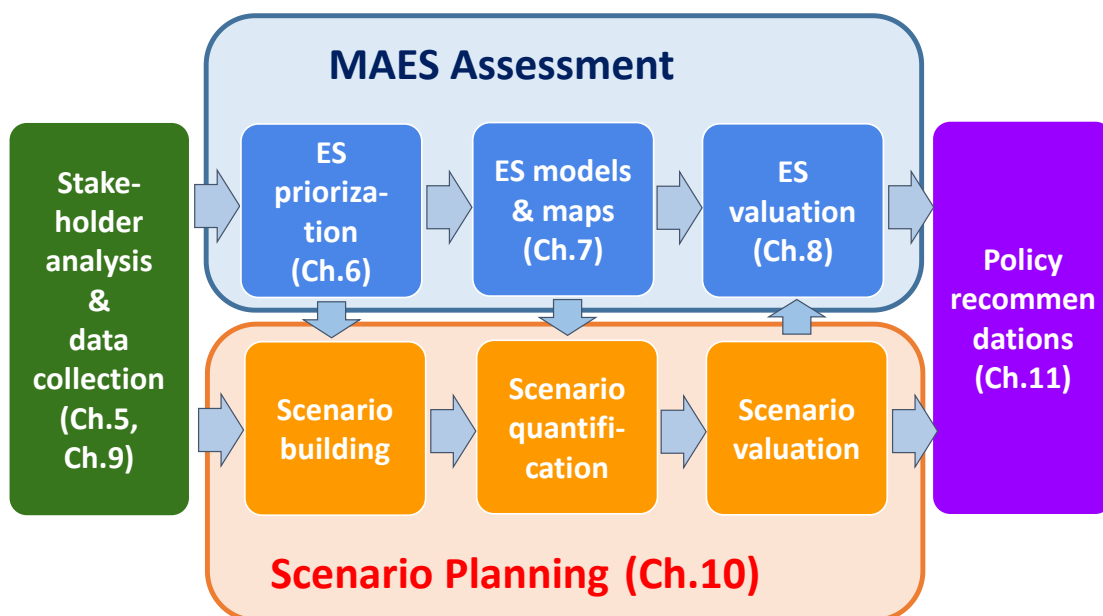 MAES Assessment
Stake-
holder
analysis
&
data
collection
(Ch.5,
Ch.9)
ES
prioriza-
tion
(Ch.6)
ES models
& maps
(Ch.7)
ES
valuation
(Ch.8)
Policy
recommen
dations
(Ch.11)
Scenario
building
Scenario
quantifi-
cation
Scenario
valuation
Scenario Planning (Ch.10)